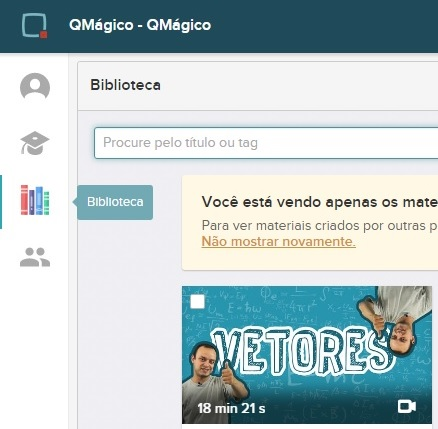 QMágico - QMágico
Biblioteca
Procure pelo título ou tag
Biblioteca
Você está vendo apenas os mate
Para ver materiais criados por outras p
Não mostrar novamente.
VETORES
18 min 21 s